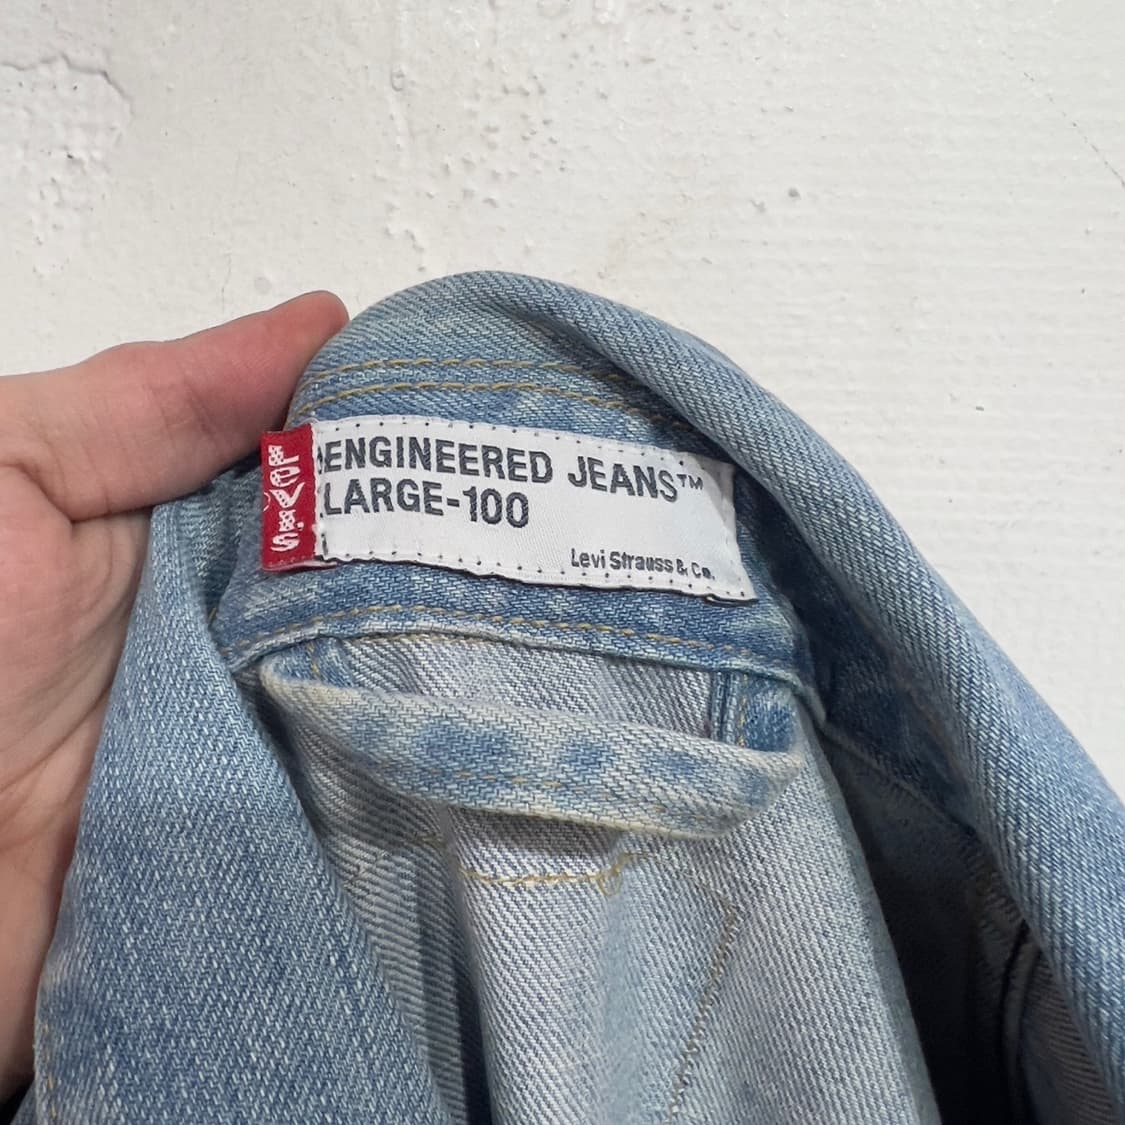 LEVI'S
ENGINEERED JEANS™
LARGE-100
Levi Strauss & Co.